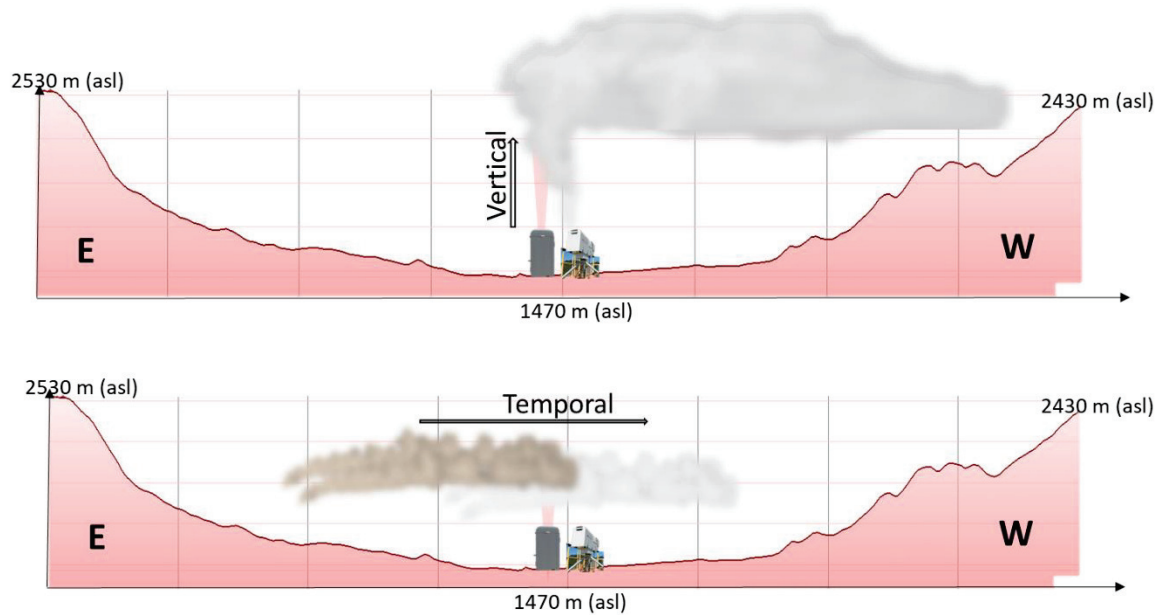 2530 m (asl)
2430 m (asl)
Vertical
E
W
1470 m (asl)
2530 m (asl)
Temporal
2430 m (asl)
E
W
1470 m (asl)